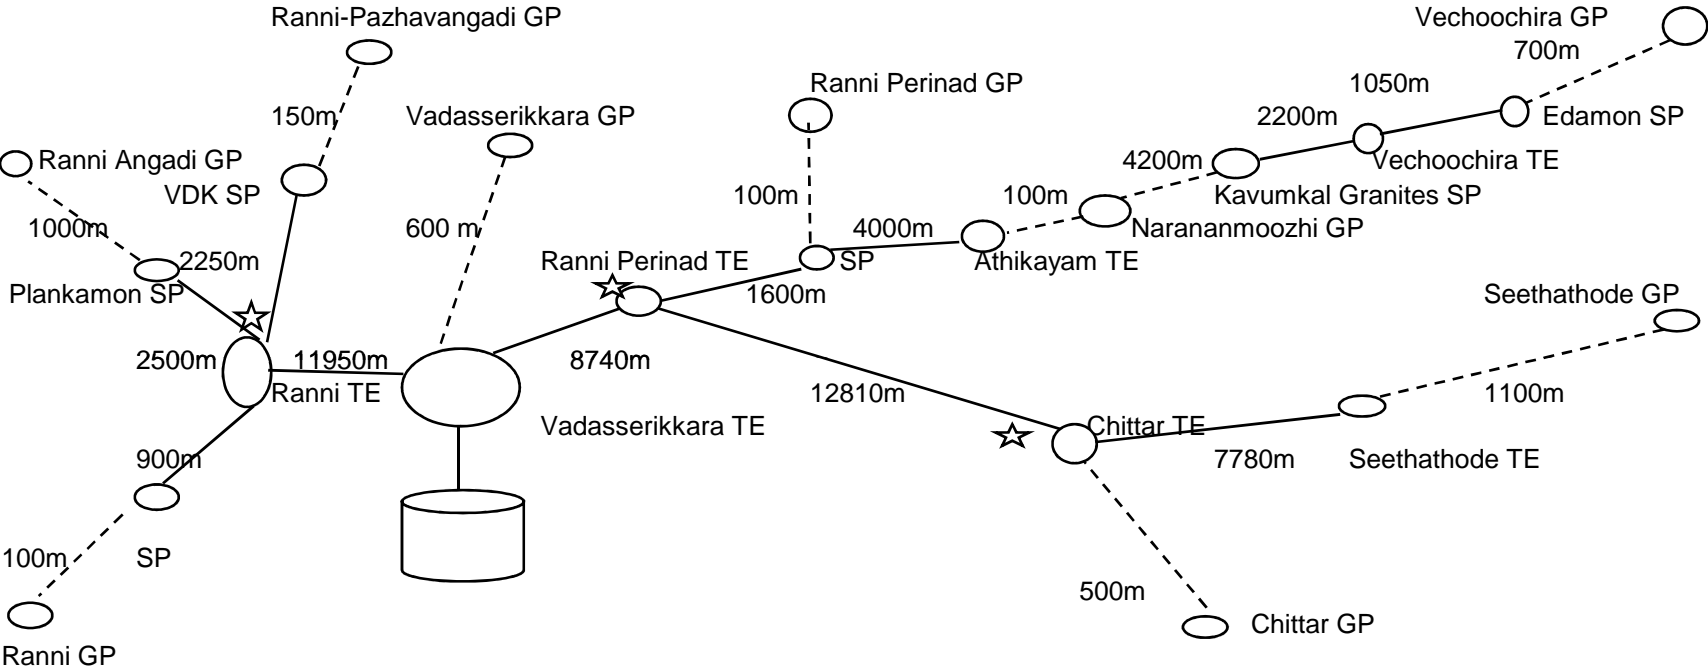 Ranni-Pazhavangadi GP
Vechoochira GP
700m
Ranni Perinad GP
1050m
150m
Vadasserikkara GP
2200m
Edamon SP
Ranni Angadi GP
4200m
Vechoochira TE
VDK SP
100m
100m
Kavumkal Granites SP
1000m
600 m
4000m
Narananmoozhi GP
2250m
Ranni Perinad TE
SP
Athikayam TE
Plankamon SP
1600m
Seethathode GP
2500m
11950m
8740m
Ranni TE
12810m
1100m
Vadasserikkara TE
Chittar TE
900m
7780m
Seethathode TE
100m
SP
500m
Chittar GP
Ranni GP